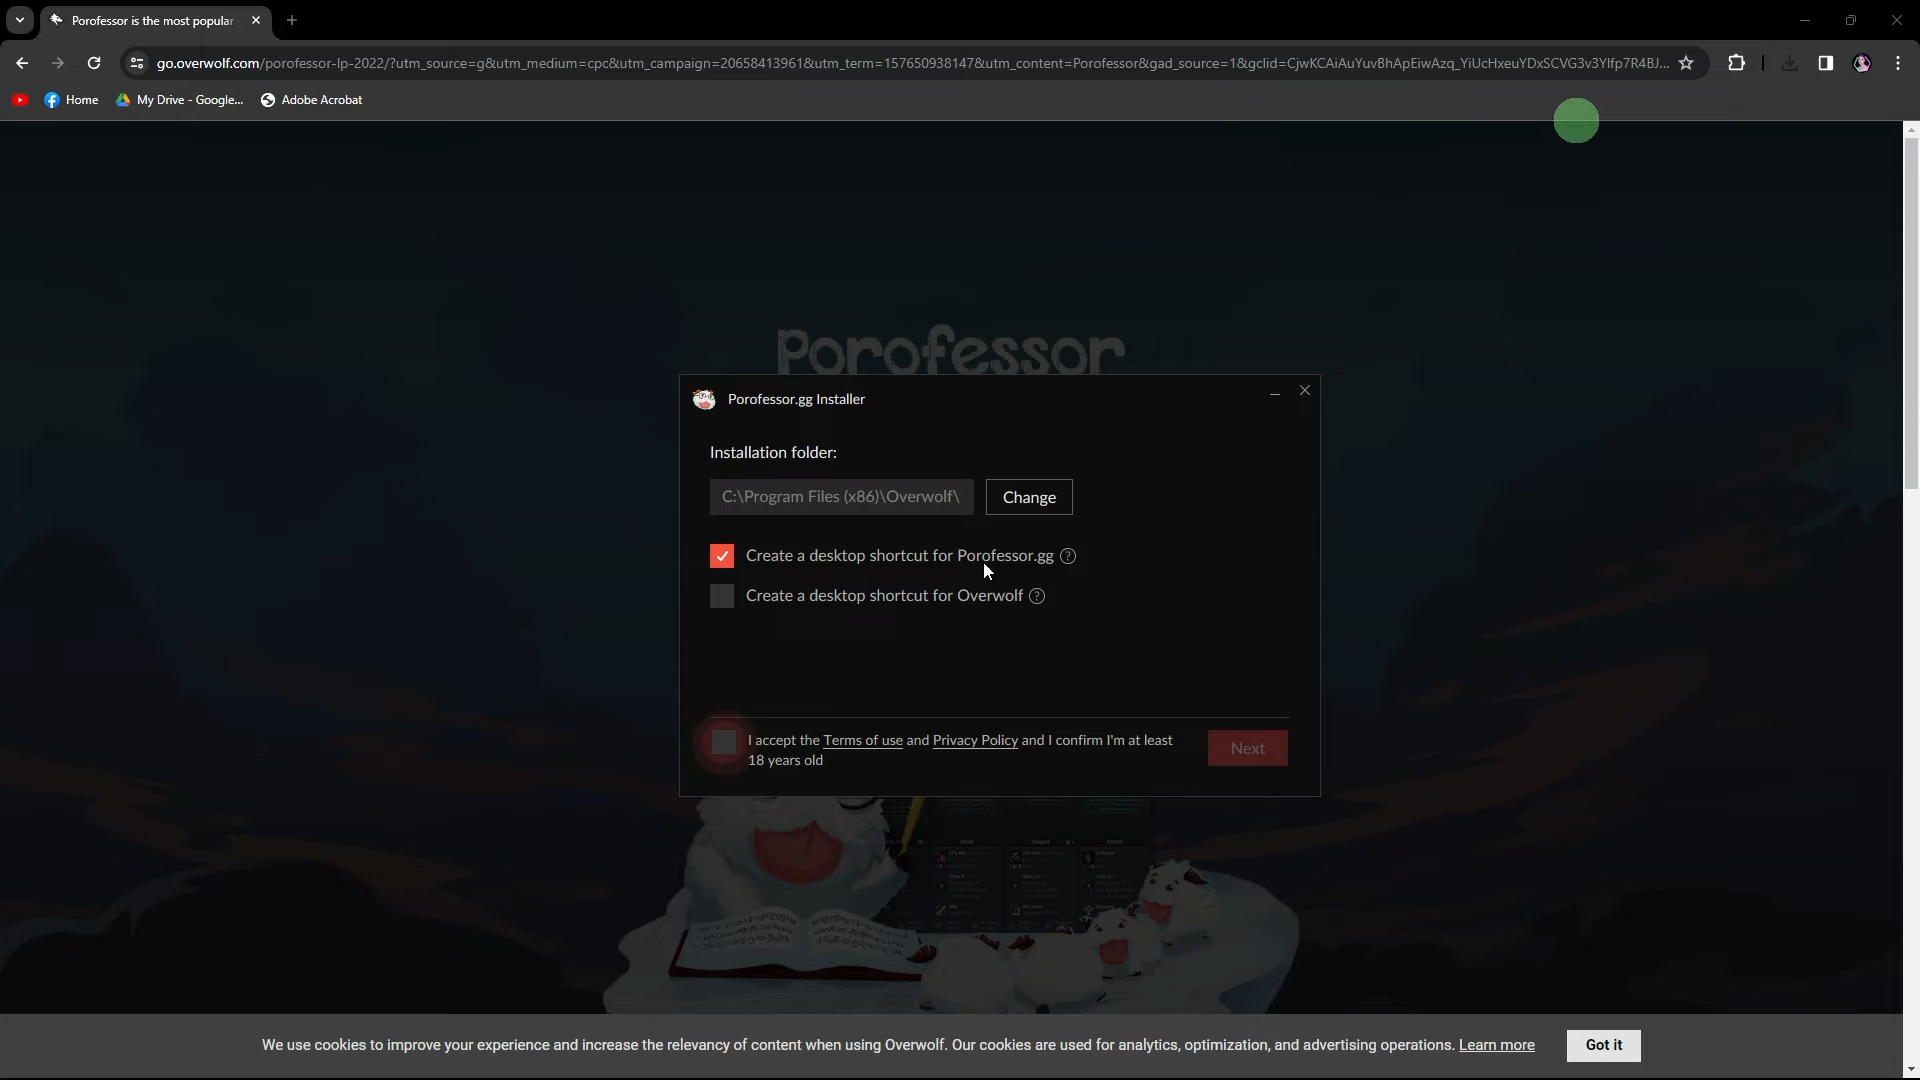 Porofessor is the most popular
go.overwolf.com/porofessor-lp-2022/?utm_source=g&utm_medium=cpc&utm_campaign=20658413961&utm_term=157650938147&utm_content=Porofessor&gad_source=1&gclid=CjwKCAiAuYuvBhApEiwAzq_YiUcHxeuYDxSCVG3v3YIfp7R4BJ...
Home
My Drive - Google...
Adobe Acrobat
Porofessor
Porofessor.gg Installer
Installation folder:
C:\Program Files (x86)\Overwolf\
Change
Create a desktop shortcut for Porofessor.gg
Create a desktop shortcut for Overwolf
I accept the Terms of use and Privacy Policy and I confirm I'm at least
18 years old
Next
We use cookies to improve your experience and increase the relevancy of content when using Overwolf. Our cookies are used for analytics, optimization, and advertising operations. Learn more
Got it